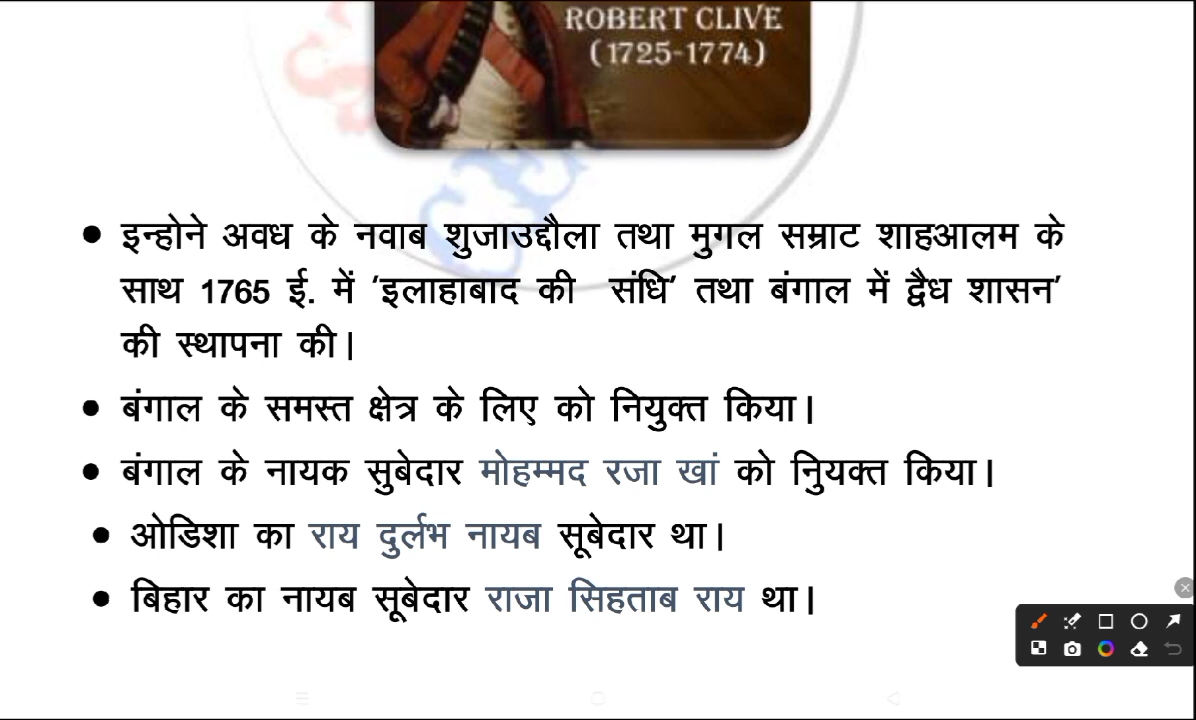 ROBERT CLIVE
(1725-1774)
• इन्होने अवध के नवाब शुजाउद्दौला तथा मुगल सम्राट शाहआलम के
साथ 1765 ई. में ‘इलाहाबाद की संधि’ तथा बंगाल में द्वैध शासन’
की स्थापना की।
• बंगाल के समस्त क्षेत्र के लिए को नियुक्त किया।
• बंगाल के नायक सुबेदार मोहम्मद रजा खां को नुियक्त किया।
• ओडिशा का राय दुर्लभ नायब सूबेदार था।
• बिहार का नायब सूबेदार राजा सिहताब राय था।